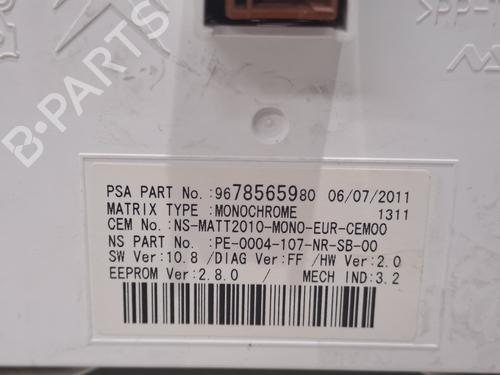 >PP-
B-PARTS
PSA PART No.:9678565980 06/07/2011
MATRIX TYPE :MONOCHROME 1311
CEM No.:NS-MATT2010-MONO-EUR-CEM00
NS PART No. :PE-0004-107-NR-SB-00
SW Ver:10.8 /DIAG Ver:FF /HW Ver:2.0
EEPROM Ver:2.8.0 / MECH IND:3.2